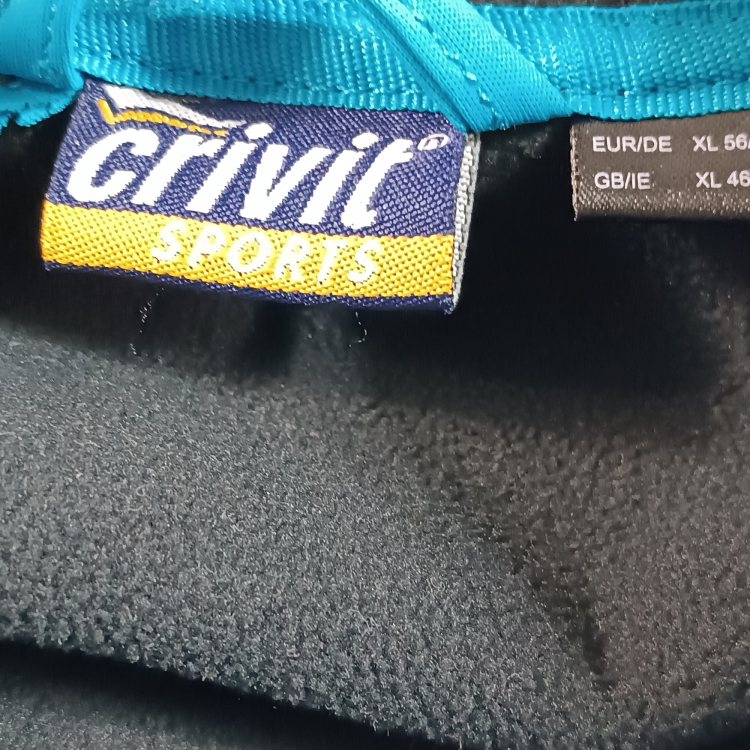 crivit®
SPORTS
EUR/DE XL 56/
GB/IE XL 46